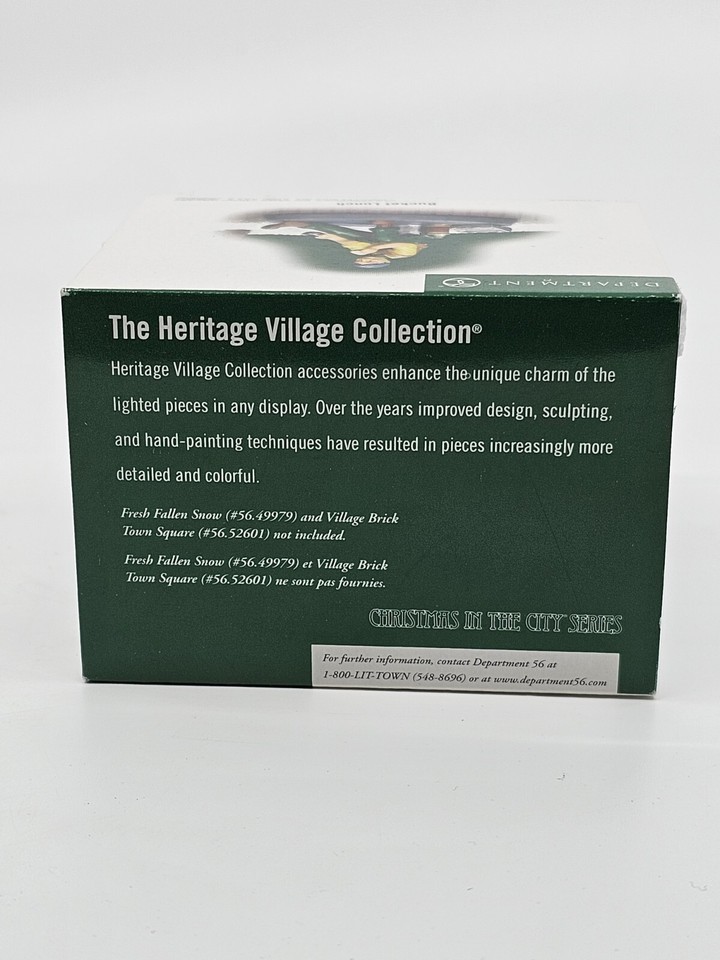 Bucket Lunch
DEPARTMENT 56
The Heritage Village Collection®
Heritage Village Collection accessories enhance the unique charm of the
lighted pieces in any display. Over the years improved design, sculpting,
and hand-painting techniques have resulted in pieces increasingly more
detailed and colorful.
Fresh Fallen Snow (#56.49979) and Village Brick
Town Square (#56.52601) not included.
Fresh Fallen Snow (#56.49979) et Village Brick
Town Square (#56.52601) ne sont pas fournies.
CHRISTMAS IN THE CITY™ SERIES
For further information, contact Department 56 at
1-800-LIT-TOWN (548-8696) or at www.department56.com